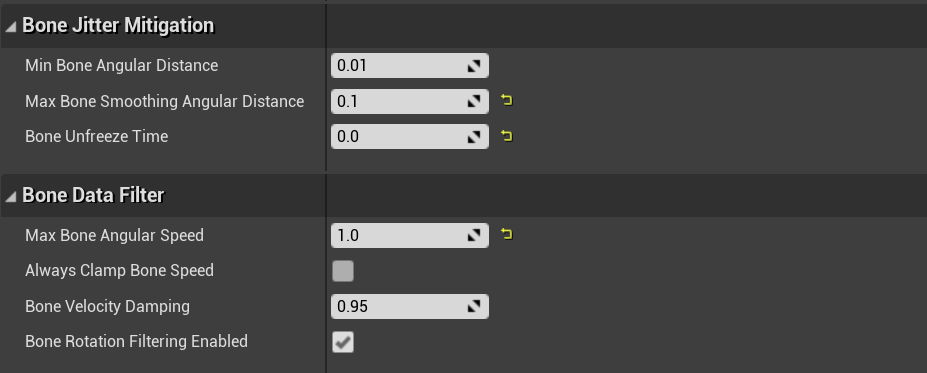 Bone Jitter Mitigation
Min Bone Angular Distance 0.01
Max Bone Smoothing Angular Distance 0.1
Bone Unfreeze Time 0.0
Bone Data Filter
Max Bone Angular Speed 1.0
Always Clamp Bone Speed
Bone Velocity Damping 0.95
Bone Rotation Filtering Enabled